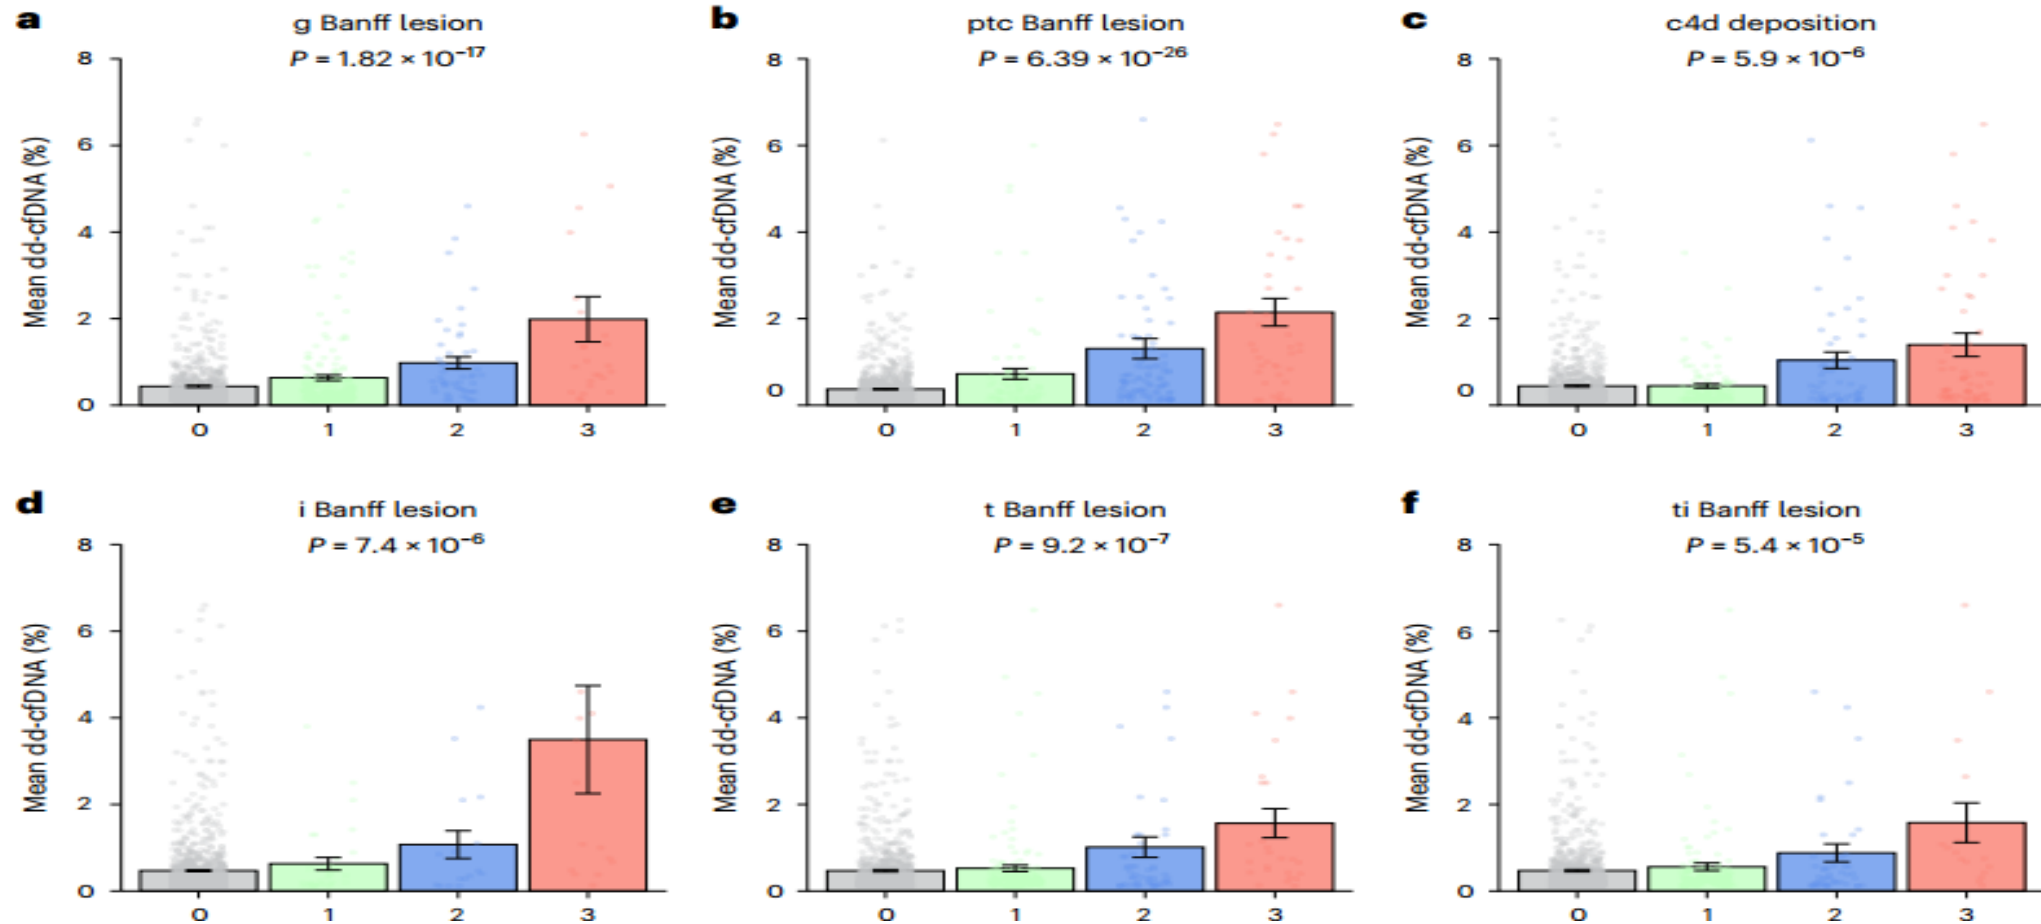 a
g Banff lesion
P = 1.82 × 10⁻¹⁷
8
6
4
2
0
Mean dd-cfDNA (%)
0 1 2 3
b
ptc Banff lesion
P = 6.39 × 10⁻²⁶
8
6
4
2
0
Mean dd-cfDNA (%)
0 1 2 3
c
c4d deposition
P = 5.9 × 10⁻⁶
8
6
4
2
0
Mean dd-cfDNA (%)
0 1 2 3
d
i Banff lesion
P = 7.4 × 10⁻⁶
8
6
4
2
0
Mean dd-cfDNA (%)
0 1 2 3
e
t Banff lesion
P = 9.2 × 10⁻⁷
8
6
4
2
0
Mean dd-cfDNA (%)
0 1 2 3
f
ti Banff lesion
P = 5.4 × 10⁻⁵
8
6
4
2
0
Mean dd-cfDNA (%)
0 1 2 3